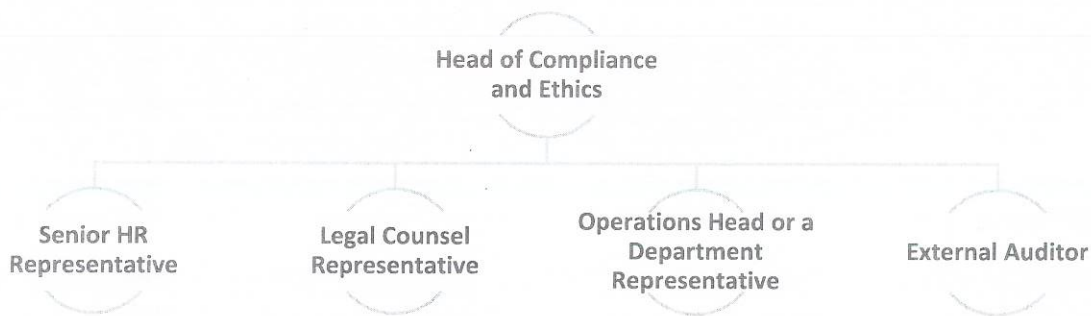 Head of Compliance
and Ethics
Senior HR
Representative
Legal Counsel
Representative
Operations Head or a
Department
Representative
External Auditor